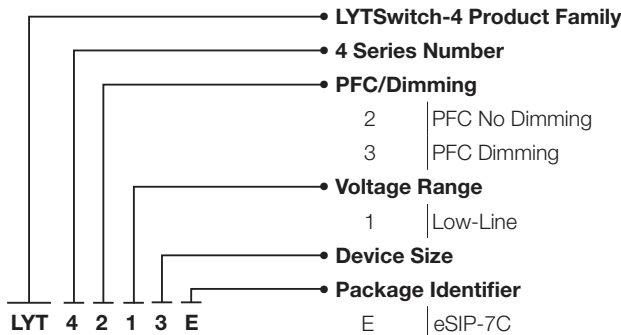 LYTSwitch-4 Product Family
4 Series Number
PFC/Dimming
2 PFC No Dimming
3 PFC Dimming
Voltage Range
1 Low-Line
Device Size
Package Identifier
LYT 4 2 1 3 E E eSIP-7C